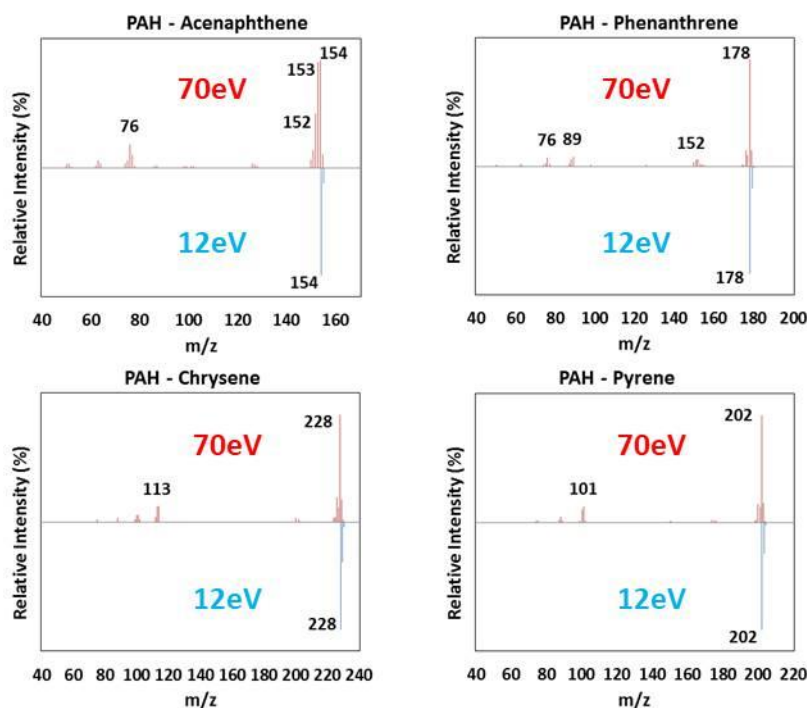 PAH - Acenaphthene
Relative Intensity (%)
70eV
12eV
76
152
153
154
154
40 60 80 100 120 140 160
m/z
PAH - Phenanthrene
Relative Intensity (%)
70eV
12eV
76 89
152
178
178
40 60 80 100 120 140 160 180 200
m/z
PAH - Chrysene
Relative Intensity (%)
70eV
12eV
113
228
228
40 60 80 100 120 140 160 180 200 220 240
m/z
PAH - Pyrene
Relative Intensity (%)
70eV
12eV
101
202
202
40 60 80 100 120 140 160 180 200 220
m/z